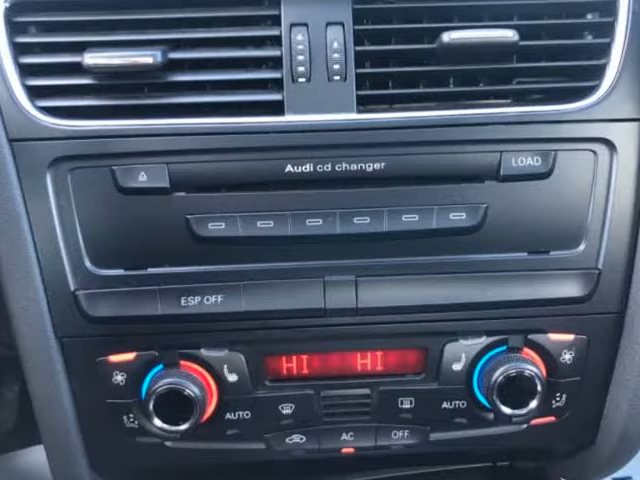 Audi cd changer
LOAD
ESP OFF
HI HI
AUTO
AUTO
AC
OFF